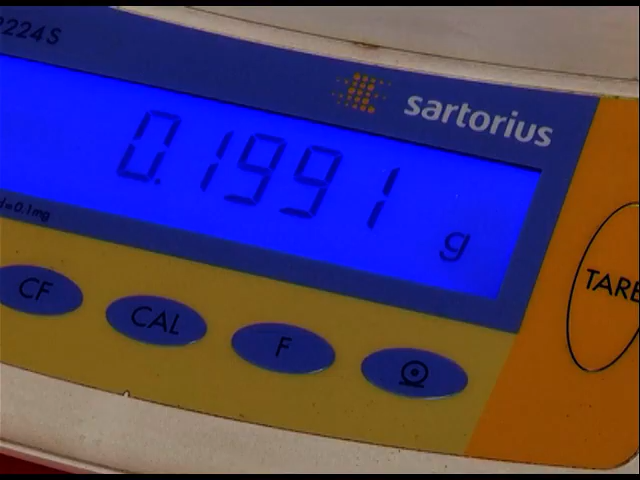 224S
sartorius
0.1991 g
d=0.1mg
CF
CAL
F
TARE